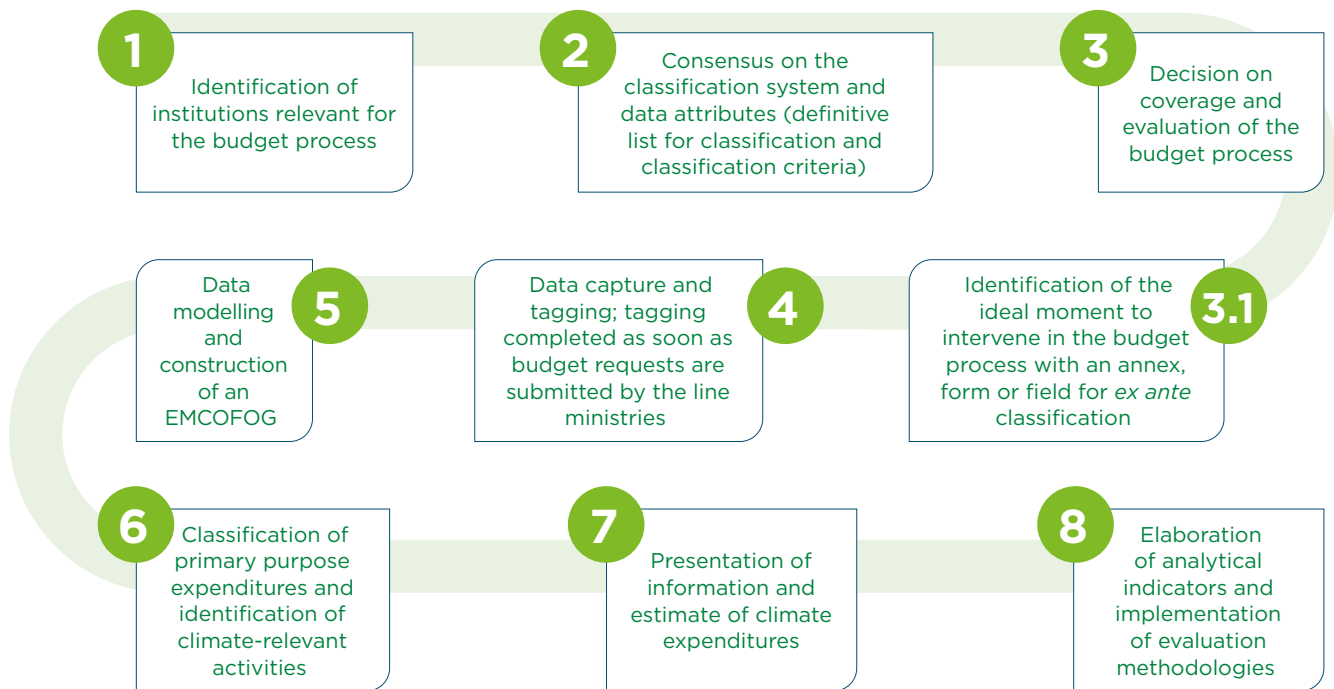 1
Identification of
institutions relevant for
the budget process
2
Consensus on the
classification system and
data attributes (definitive
list for classification and
classification criteria)
3
Decision on
coverage and
evaluation of the
budget process
3.1
Identification of the
ideal moment to
intervene in the budget
process with an annex,
form or field for ex ante
classification
4
Data capture and
tagging; tagging
completed as soon as
budget requests are
submitted by the line
ministries
5
Data
modelling
and
construction
of an
EMCOFOG
6
Classification of
primary purpose
expenditures and
identification of
climate-relevant
activities
7
Presentation of
information and
estimate of climate
expenditures
8
Elaboration
of analytical
indicators and
implementation
of evaluation
methodologies